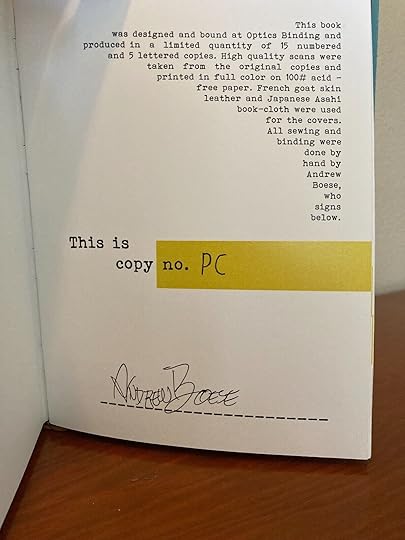 This book
was designed and bound at Optics Binding and
produced in a limited quantity of 15 numbered
and 5 lettered copies. High quality scans were
taken from the original copies and
printed in full color on 100# acid -
free paper. French goat skin
leather and Japanese Asahi
book-cloth were used
for the covers.
All sewing and
binding were
done by
hand by
Andrew
Boese,
who
signs
below.
This is
copy no. PC
Andrew Boese